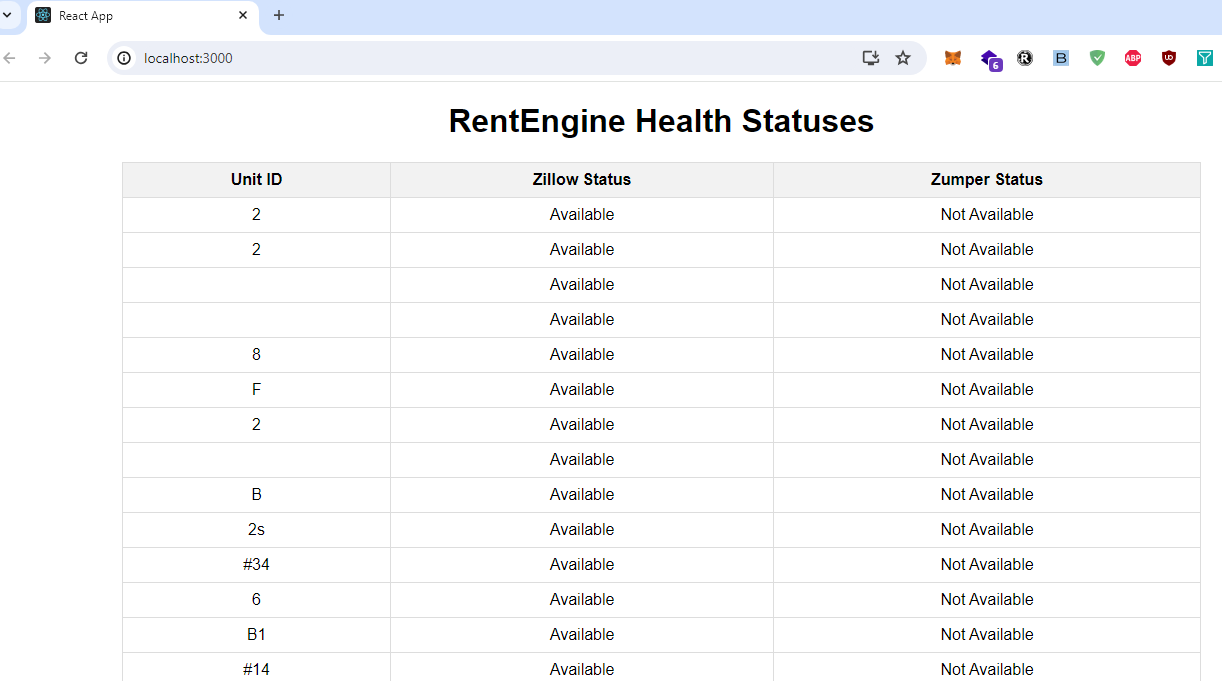 React App
localhost:3000
6
R
B
ABP
UD
RentEngine Health Statuses
Unit ID Zillow Status Zumper Status
2 Available Not Available
2 Available Not Available
Available Not Available
Available Not Available
8 Available Not Available
F Available Not Available
2 Available Not Available
Available Not Available
B Available Not Available
2s Available Not Available
#34 Available Not Available
6 Available Not Available
B1 Available Not Available
#14 Available Not Available